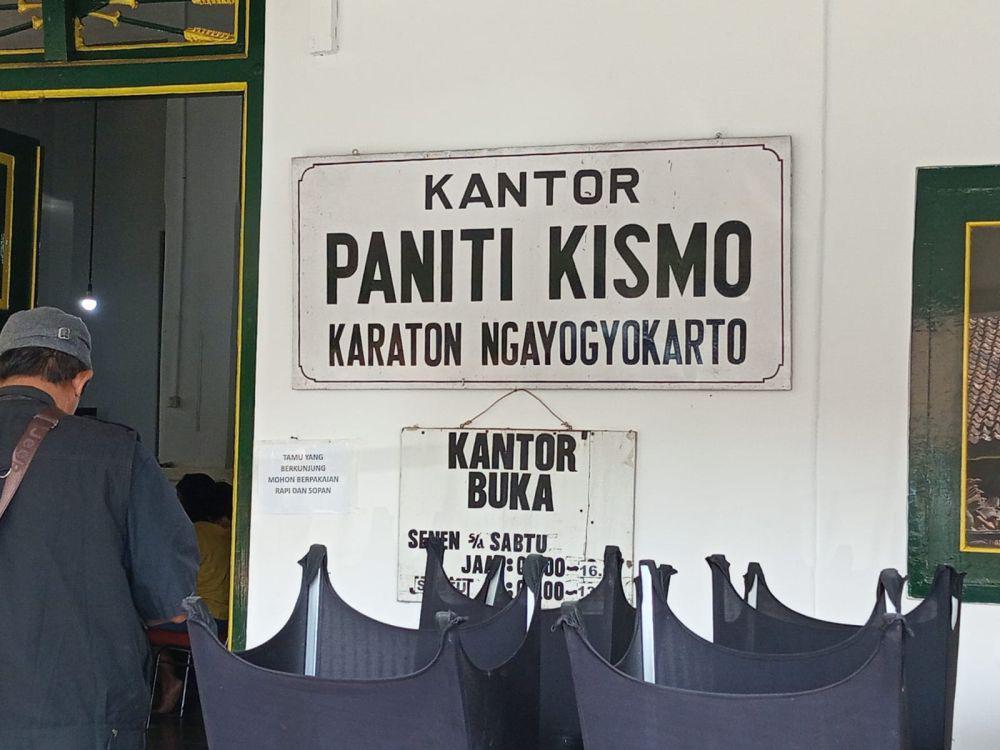 KANTOR
PANITI KISMO
KARATON NGAYOGYOKARTO
KANTOR
BUKA
SENEN s/d SABTU
TAMU YANG
BERKUNJUNG
MOHON BERPAKAIAN
RAPI DAN SOPAN